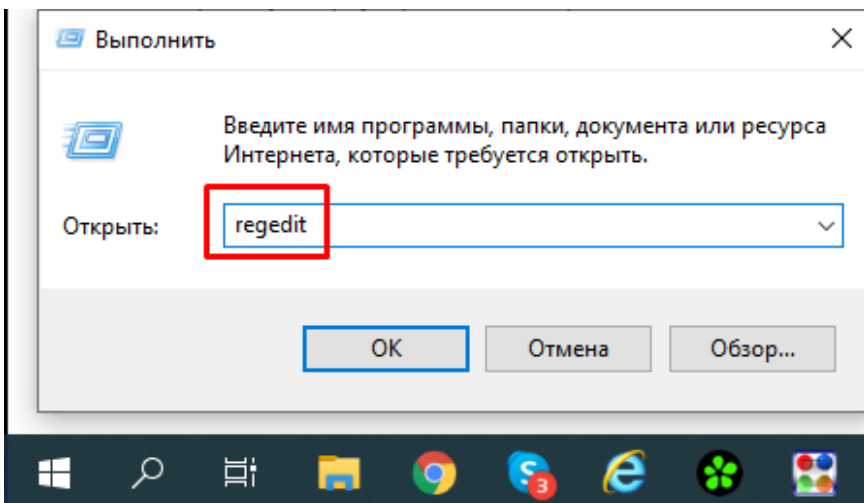 Выполнить
Введите имя программы, папки, документа или ресурса
Интернета, которые требуется открыть.
Открыть:
regedit
OK
Отмена
Обзор...
S
3